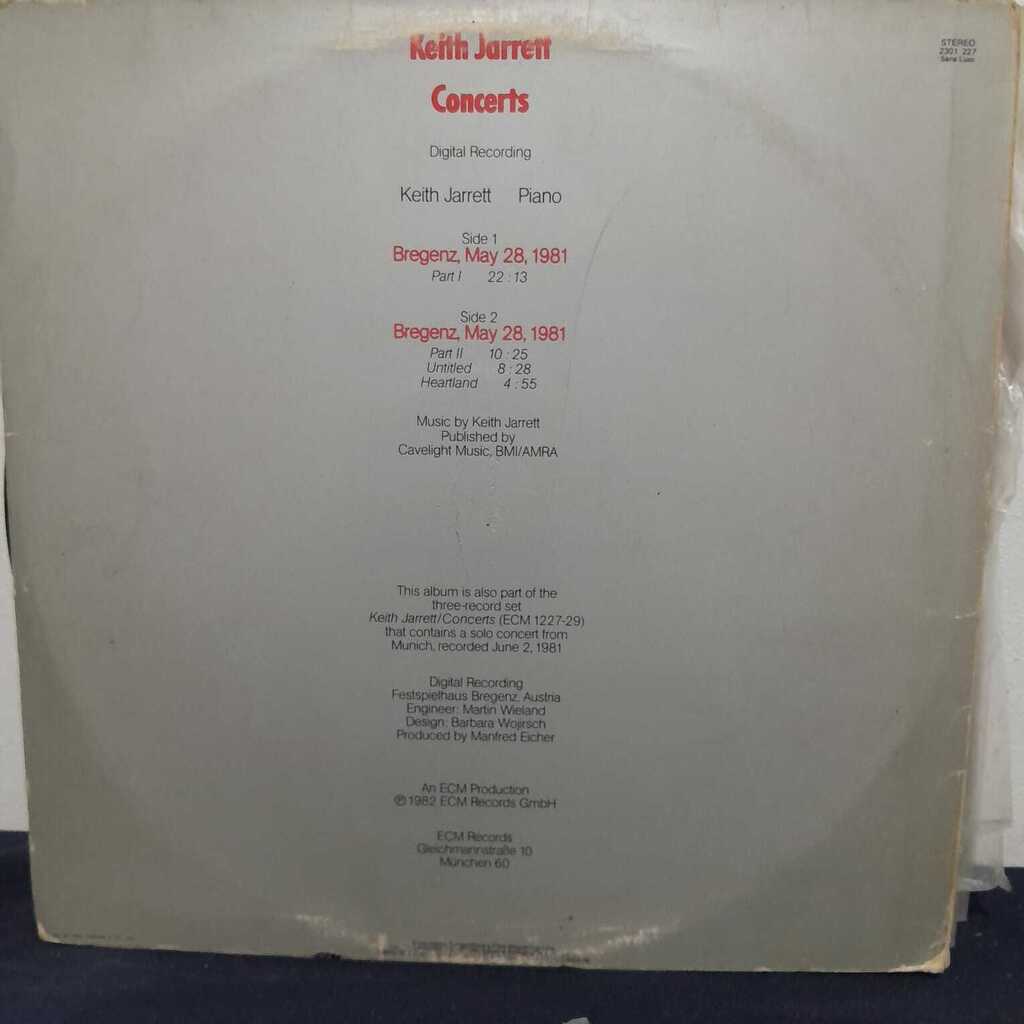 Keith Jarrett
Concerts
STEREO
2301 227
Serie Luxo
Digital Recording
Keith Jarrett Piano
Side 1
Bregenz, May 28, 1981
Part I 22:13
Side 2
Bregenz, May 28, 1981
Part II 10:25
Untitled 8:28
Heartland 4:55
Music by Keith Jarrett
Published by
Cavelight Music, BMI/AMRA
This album is also part of the
three-record set
Keith Jarrett/Concerts (ECM 1227-29)
that contains a solo concert from
Munich, recorded June 2, 1981
Digital Recording
Festspielhaus Bregenz, Austria
Engineer: Martin Wieland
Design: Barbara Wojirsch
Produced by Manfred Eicher
An ECM Production
℗ 1982 ECM Records GmbH
ECM Records
Gleichmannstraße 10
München 60